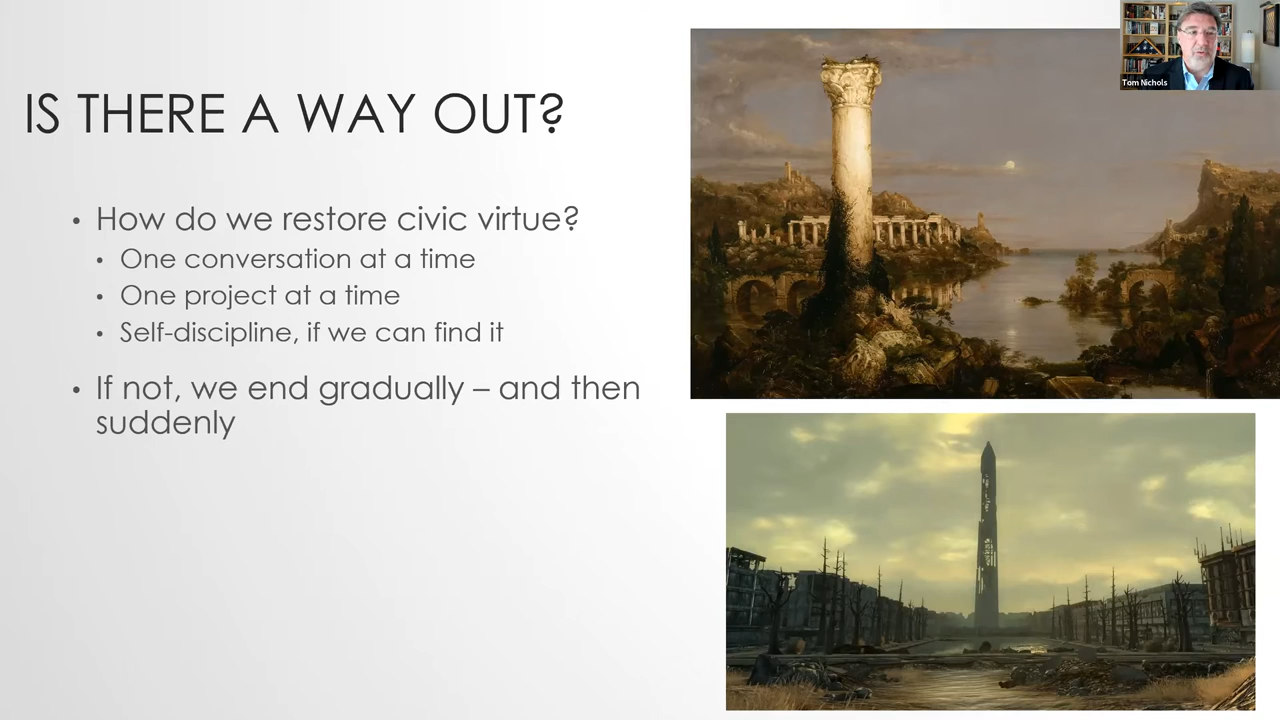 IS THERE A WAY OUT?
• How do we restore civic virtue?
• One conversation at a time
• One project at a time
• Self-discipline, if we can find it
• If not, we end gradually – and then
suddenly
Tom Nichols